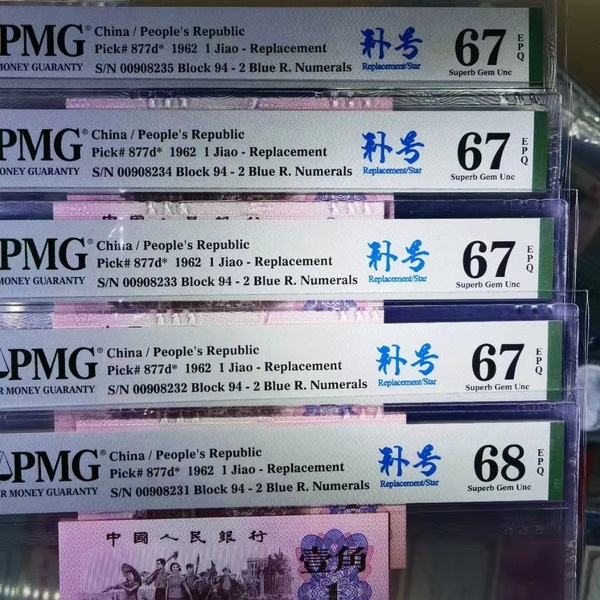 PMG®
MONEY GUARANTY
China / People's Republic
Pick# 877d* 1962 1 Jiao - Replacement
S/N 00908235 Block 94 - 2 Blue R. Numerals
补号
Replacement/Star
67
EPQ
Superb Gem Unc
PMG®
MONEY GUARANTY
China / People's Republic
Pick# 877d* 1962 1 Jiao - Replacement
S/N 00908234 Block 94 - 2 Blue R. Numerals
补号
Replacement/Star
67
EPQ
Superb Gem Unc
PMG®
MONEY GUARANTY
China / People's Republic
Pick# 877d* 1962 1 Jiao - Replacement
S/N 00908233 Block 94 - 2 Blue R. Numerals
补号
Replacement/Star
67
EPQ
Superb Gem Unc
PMG®
R MONEY GUARANTY
China / People's Republic
Pick# 877d* 1962 1 Jiao - Replacement
S/N 00908232 Block 94 - 2 Blue R. Numerals
补号
Replacement/Star
67
EPQ
Superb Gem Unc
PMG®
ER MONEY GUARANTY
China / People's Republic
Pick# 877d* 1962 1 Jiao - Replacement
S/N 00908231 Block 94 - 2 Blue R. Numerals
补号
Replacement/Star
68
EPQ
Superb Gem Unc
中國人民銀行
壹角
1